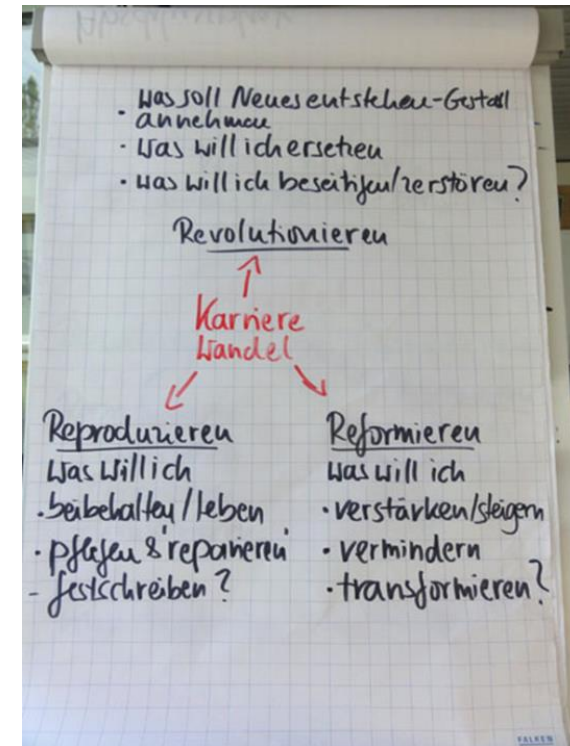 Was soll Neues entstehen-Gestalt
· annehmen
· Was will ich ersetzen
· Was will ich beseitigen/zerstören?
Revolutionieren
Karriere
Wandel
Reproduzieren
Was Will ich
· beibehalten/leben
· pflegen & "reparieren"
- festschreiben?
Reformieren
Was will ich
· verstärken/steigern
· vermindern
· transformieren?
FALKEN